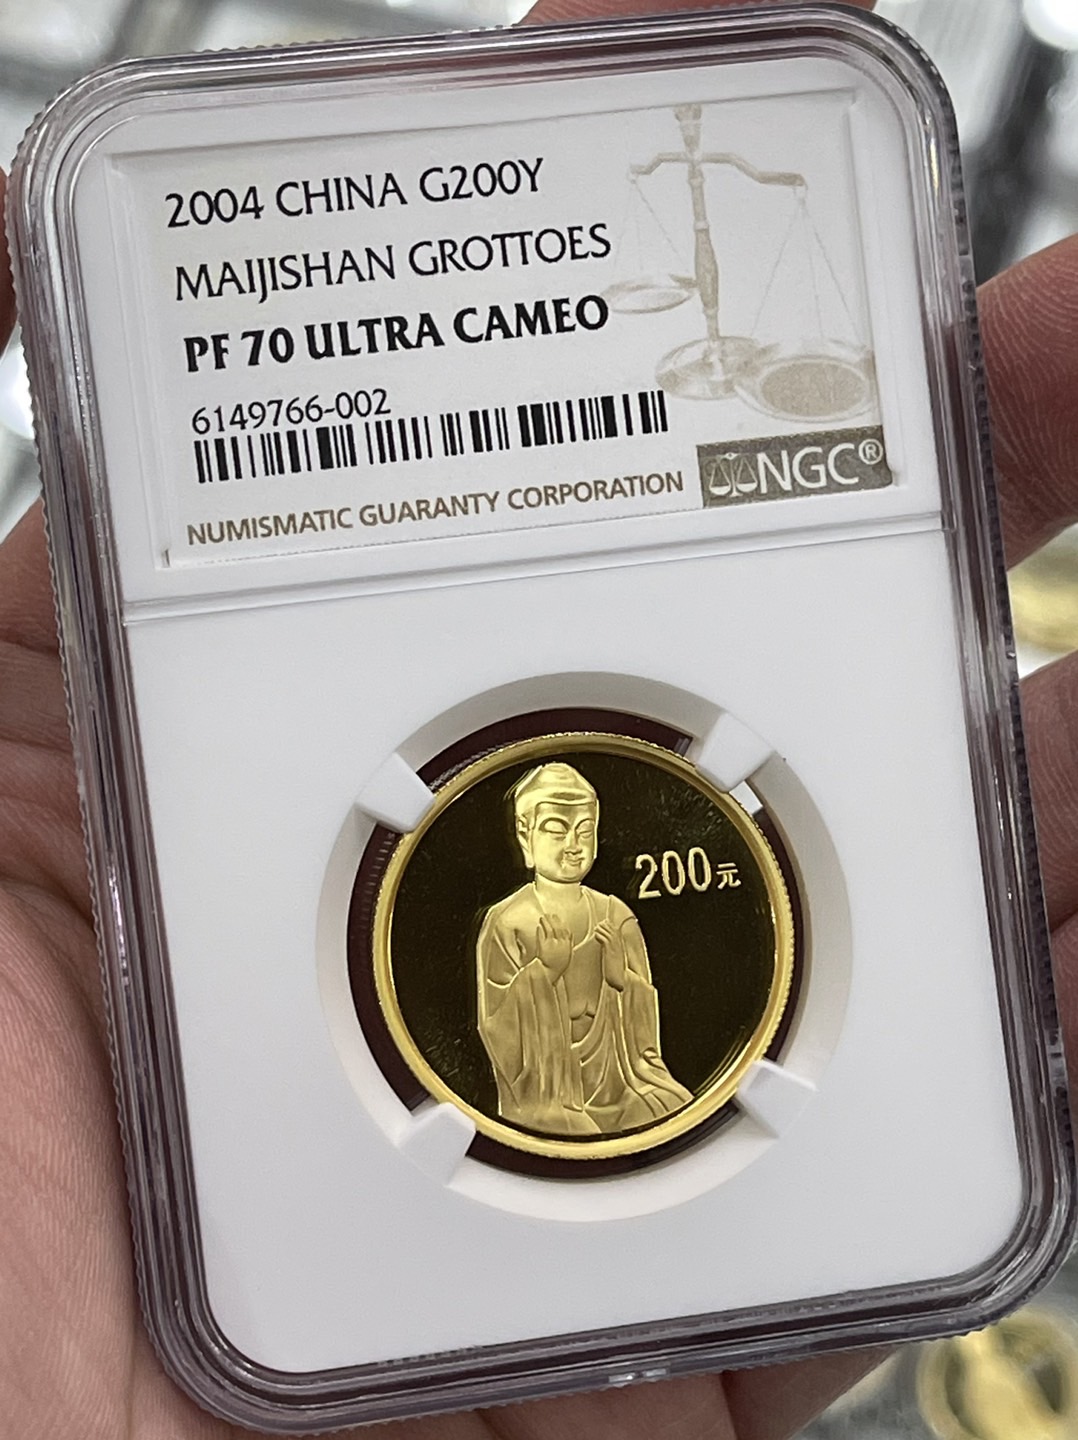 2004 CHINA G200Y
MAIJISHAN GROTTOES
PF 70 ULTRA CAMEO
6149766-002
NUMISMATIC GUARANTY CORPORATION
NGC®
200元